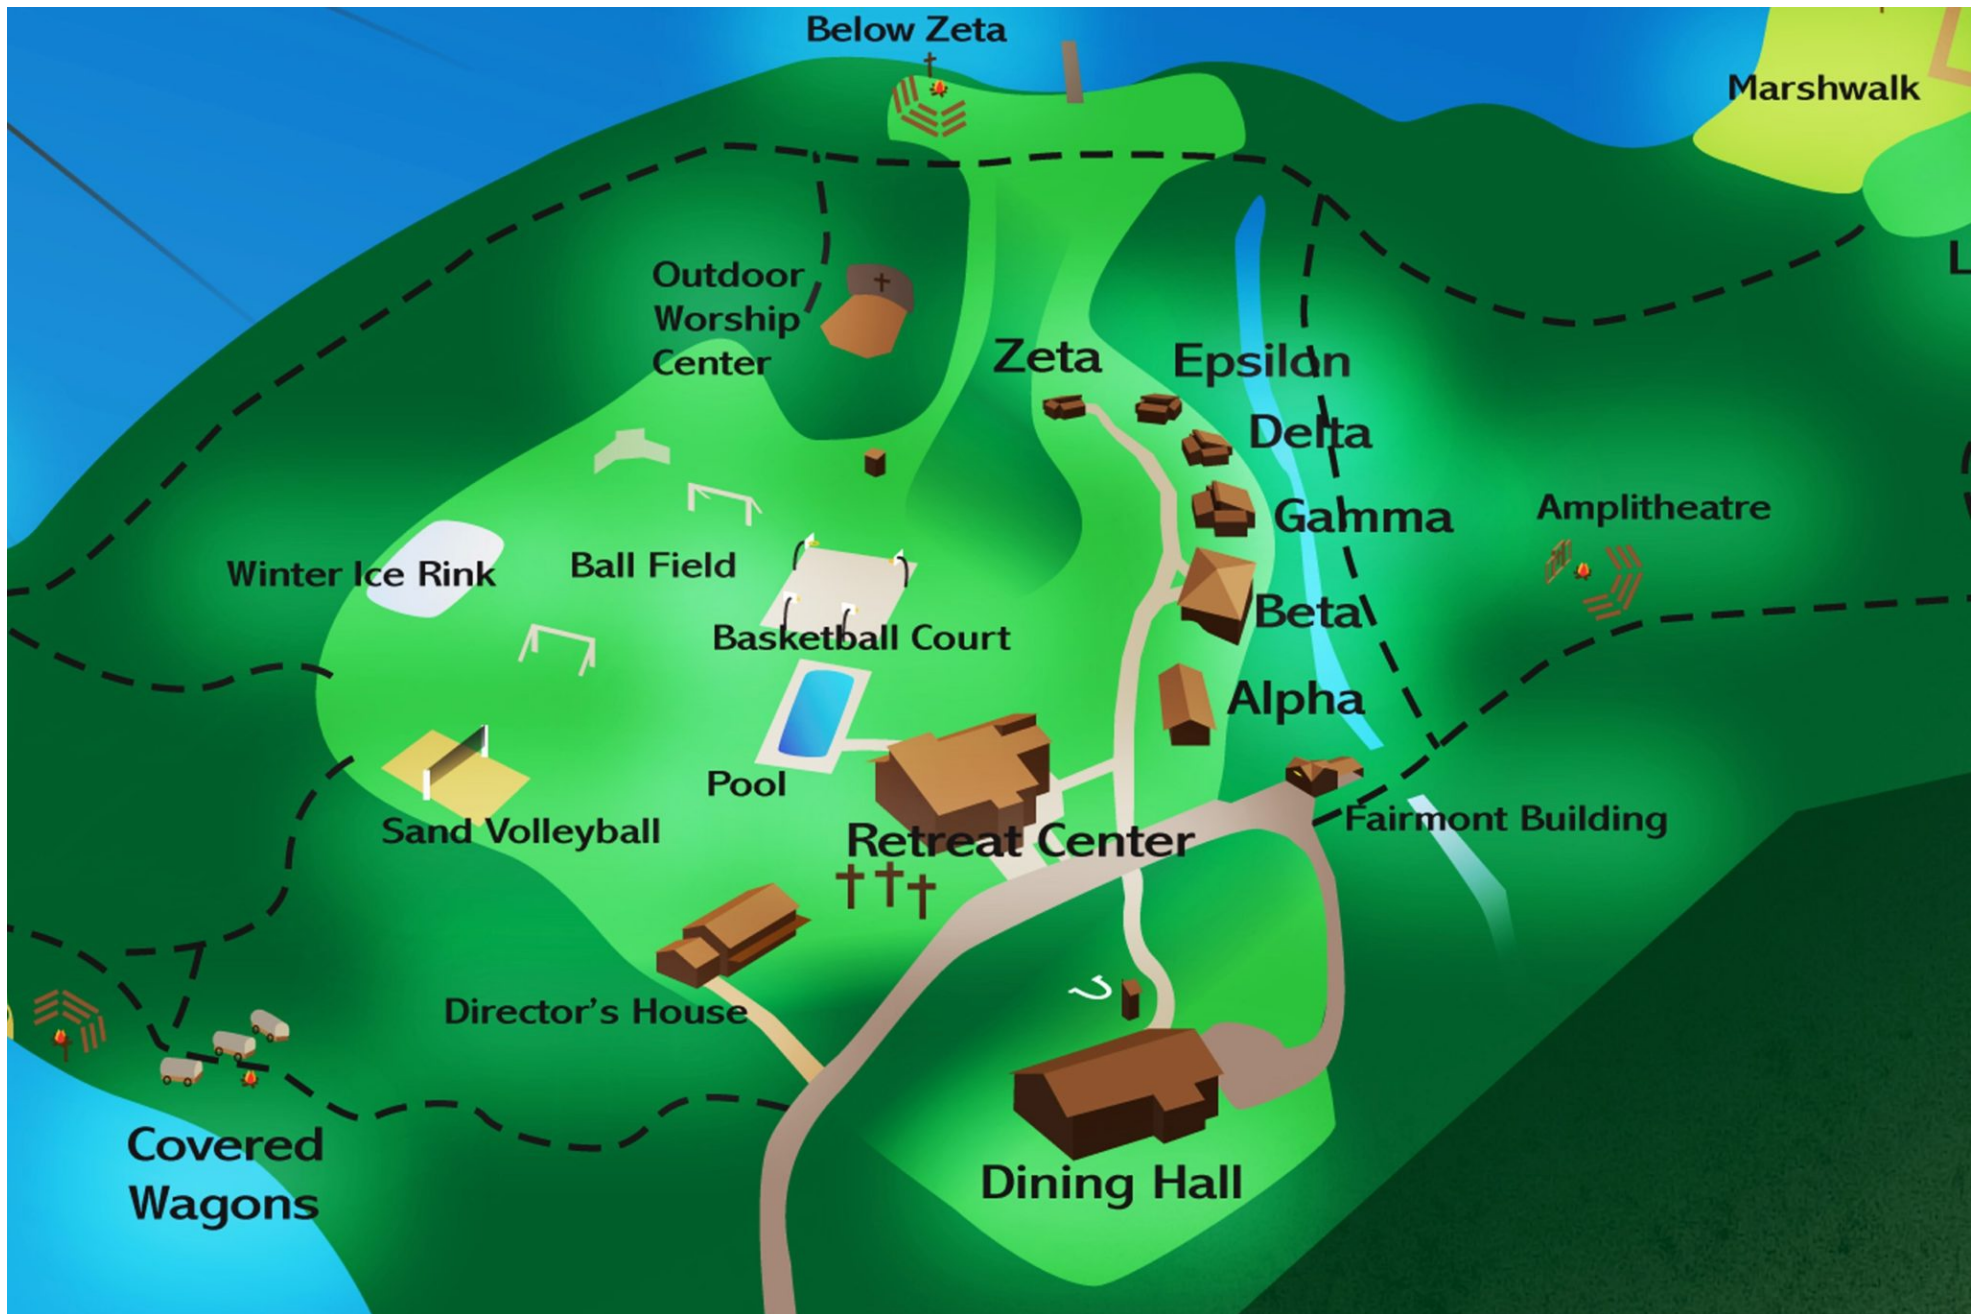 Below Zeta
Marshwalk
L
Outdoor
Worship
Center
Zeta
Epsilon
Delta
Gamma
Amplitheatre
Winter Ice Rink
Ball Field
Beta
Basketball Court
Alpha
Pool
Fairmont Building
Sand Volleyball
Retreat Center
Director's House
Covered
Wagons
Dining Hall